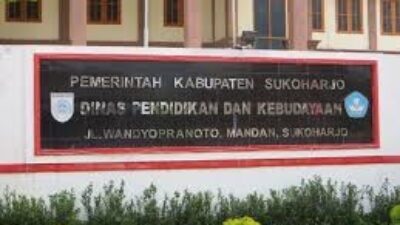 PEMERINTAH KABUPATEN SUKOHARJO
DINAS PENDIDIKAN DAN KEBUDAYAAN
JL. WANDYOPRANOTO, MANDAN, SUKOHARJO